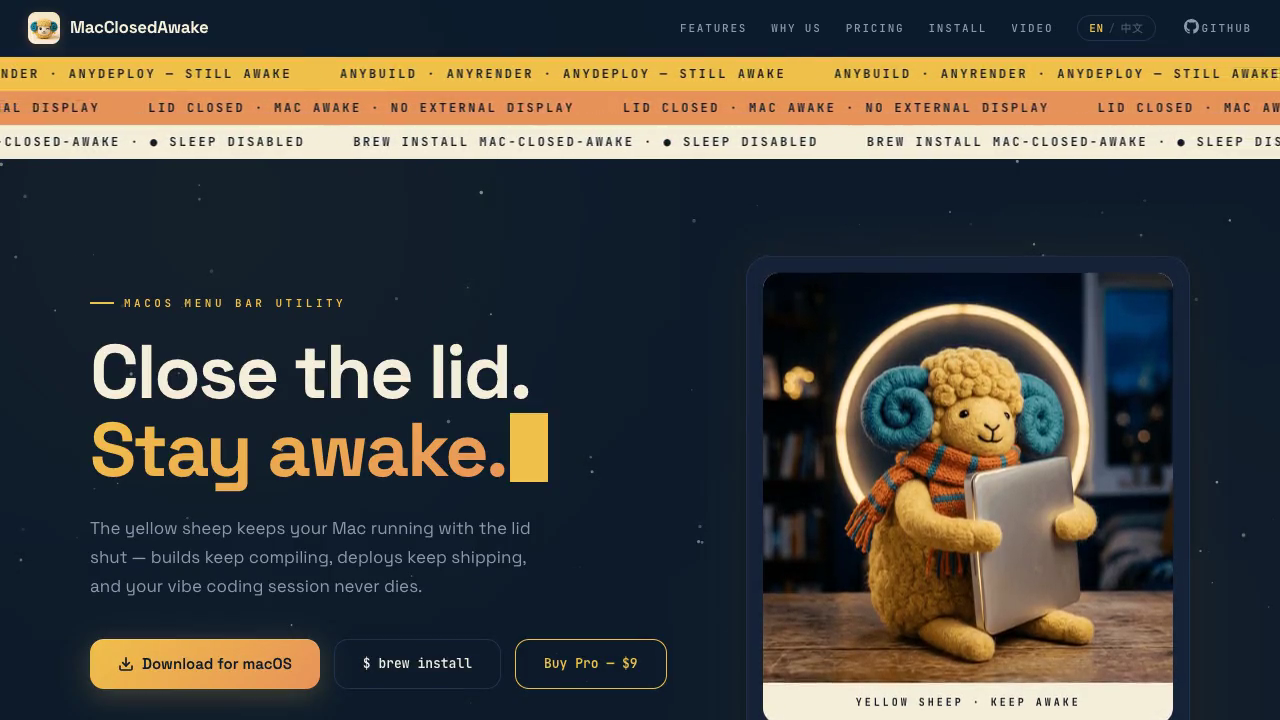 MacClosedAwake
FEATURES WHY US PRICING INSTALL VIDEO EN / 中文 GITHUB
NDER · ANYDEPLOY — STILL AWAKE ANYBUILD · ANYRENDER · ANYDEPLOY — STILL AWAKE ANYBUILD · ANYRENDER · ANYDEPLOY — STILL AWAKE
AL DISPLAY LID CLOSED · MAC AWAKE · NO EXTERNAL DISPLAY LID CLOSED · MAC AWAKE · NO EXTERNAL DISPLAY LID CLOSED · MAC AW
-CLOSED-AWAKE · ● SLEEP DISABLED BREW INSTALL MAC-CLOSED-AWAKE · ● SLEEP DISABLED BREW INSTALL MAC-CLOSED-AWAKE · ● SLEEP DIS
MACOS MENU BAR UTILITY
Close the lid.
Stay awake.
The yellow sheep keeps your Mac running with the lid
shut — builds keep compiling, deploys keep shipping,
and your vibe coding session never dies.
Download for macOS
$ brew install
Buy Pro — $9
YELLOW SHEEP · KEEP AWAKE